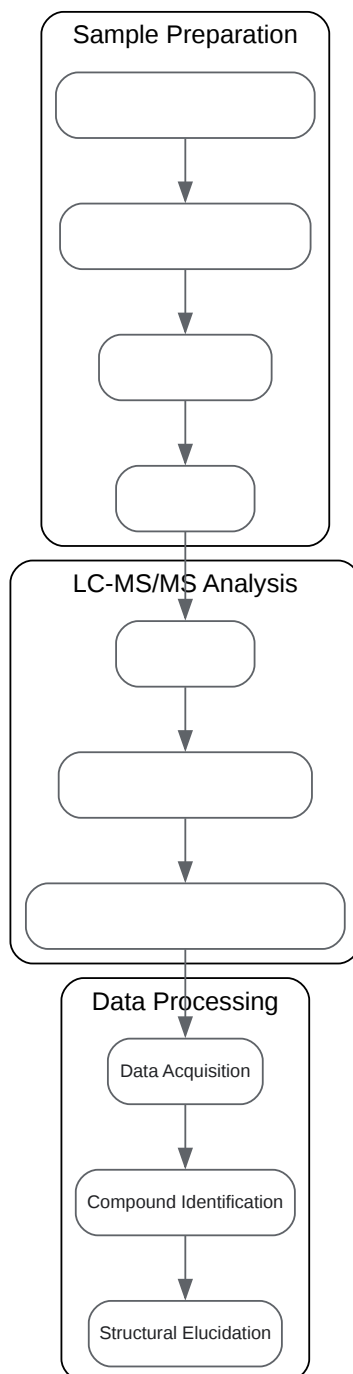 Sample Preparation
LC-MS/MS Analysis
Data Processing
Data Acquisition
Compound Identification
Structural Elucidation